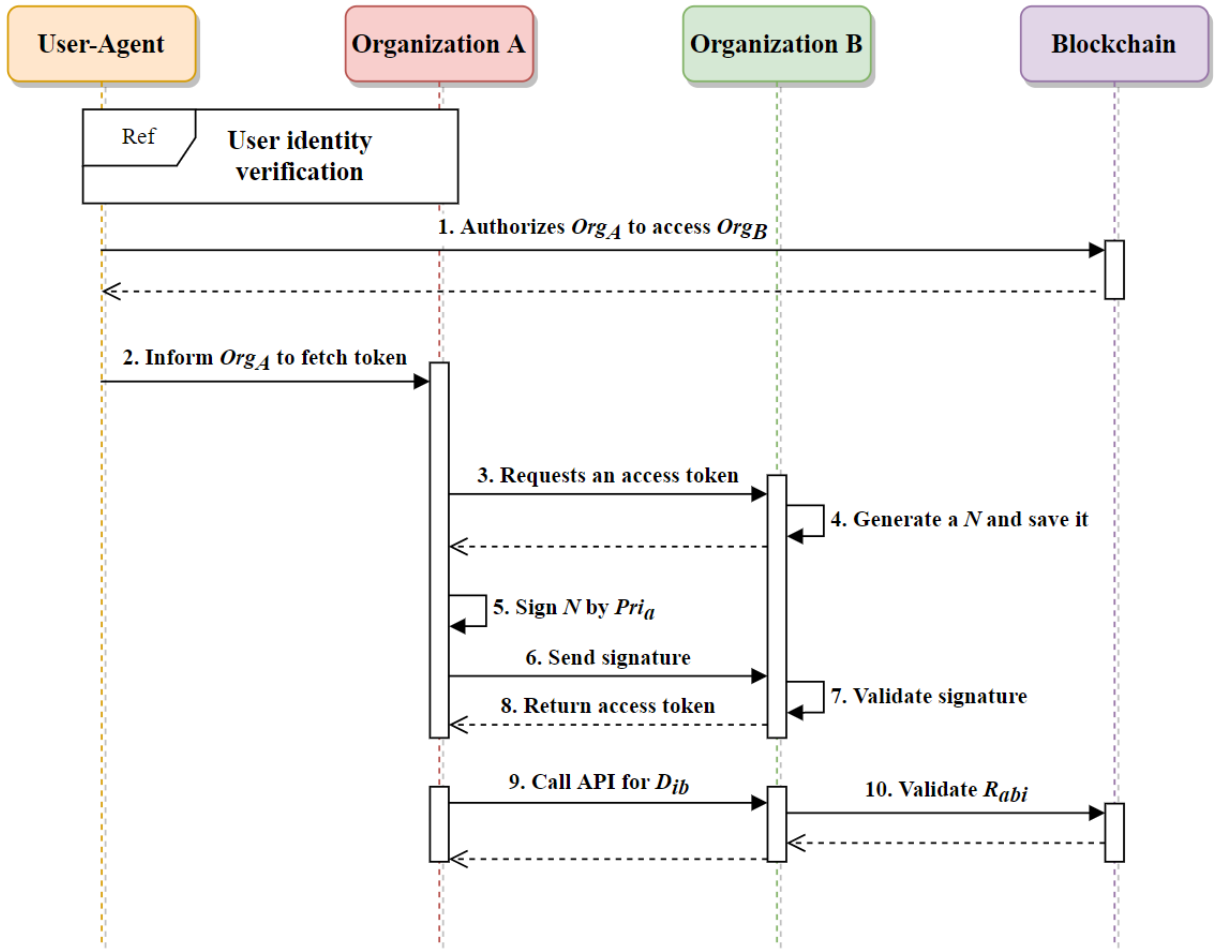 User-Agent
Organization A
Organization B
Blockchain
Ref
User identity
verification
1. Authorizes OrgA to access OrgB
2. Inform OrgA to fetch token
3. Requests an access token
4. Generate a N and save it
5. Sign N by Pria
6. Send signature
7. Validate signature
8. Return access token
9. Call API for Dib
10. Validate Rabi